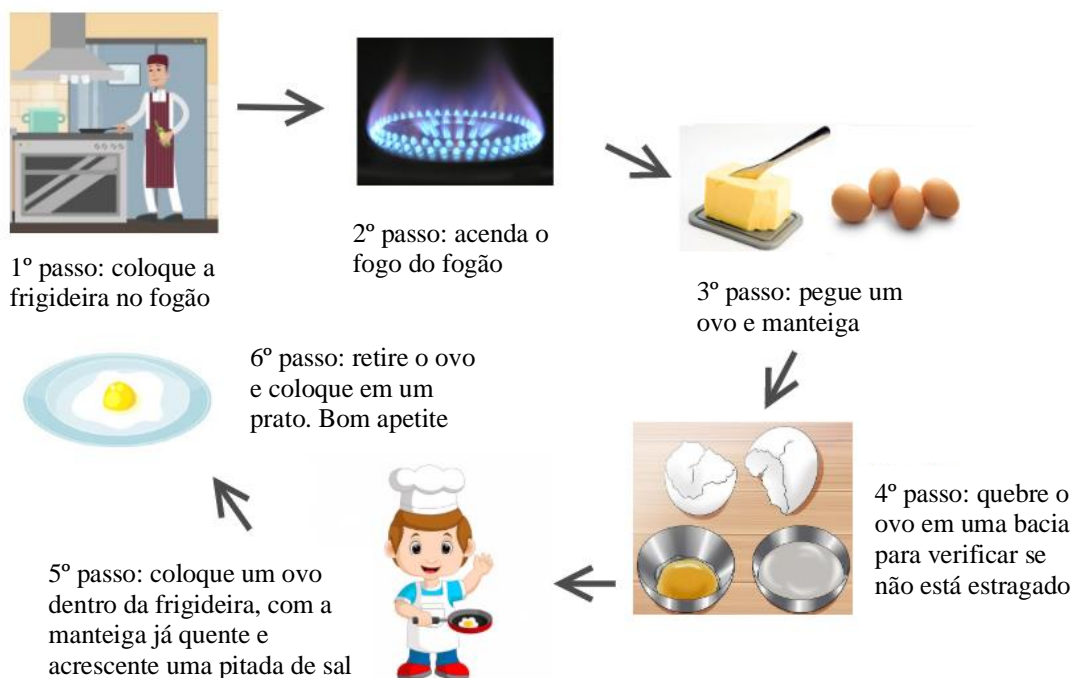 1º passo: coloque a
frigideira no fogão
2º passo: acenda o
fogo do fogão
3º passo: pegue um
ovo e manteiga
4º passo: quebre o
ovo em uma bacia
para verificar se
não está estragado
5º passo: coloque um ovo
dentro da frigideira, com a
manteiga já quente e
acrescente uma pitada de sal
6º passo: retire o ovo
e coloque em um
prato. Bom apetite